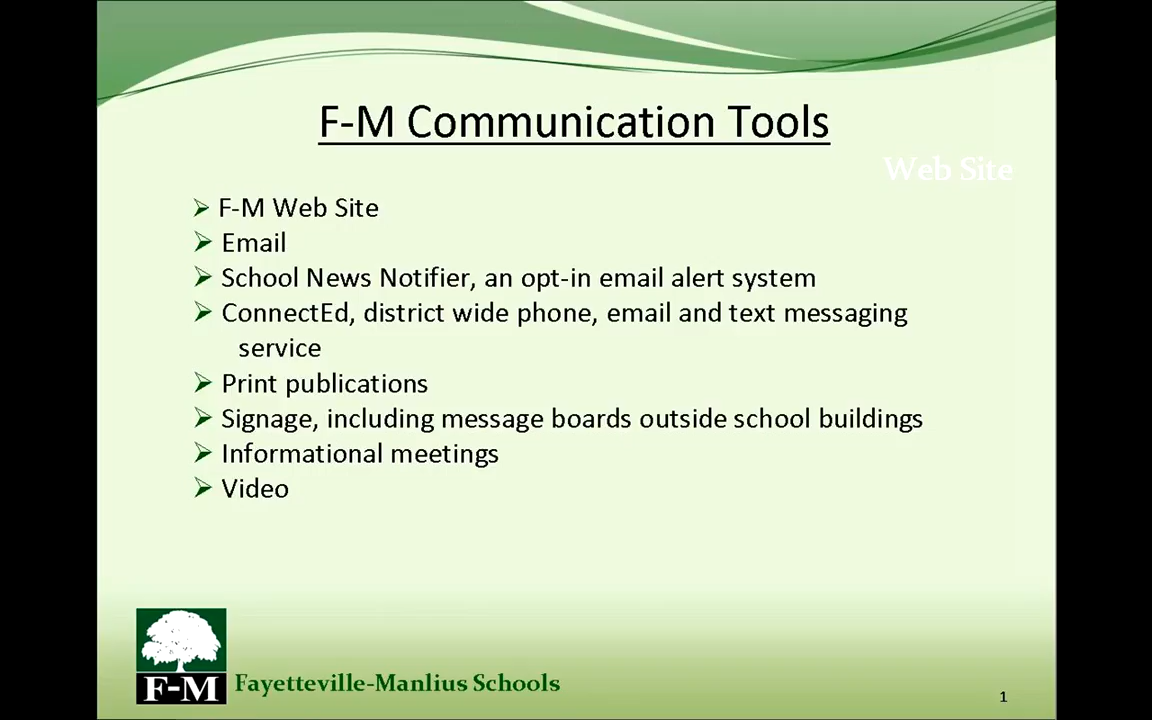 F-M Communication Tools
Web Site
➢ F-M Web Site
➢ Email
➢ School News Notifier, an opt-in email alert system
➢ ConnectEd, district wide phone, email and text messaging
service
➢ Print publications
➢ Signage, including message boards outside school buildings
➢ Informational meetings
➢ Video
F-M
Fayetteville-Manlius Schools
1